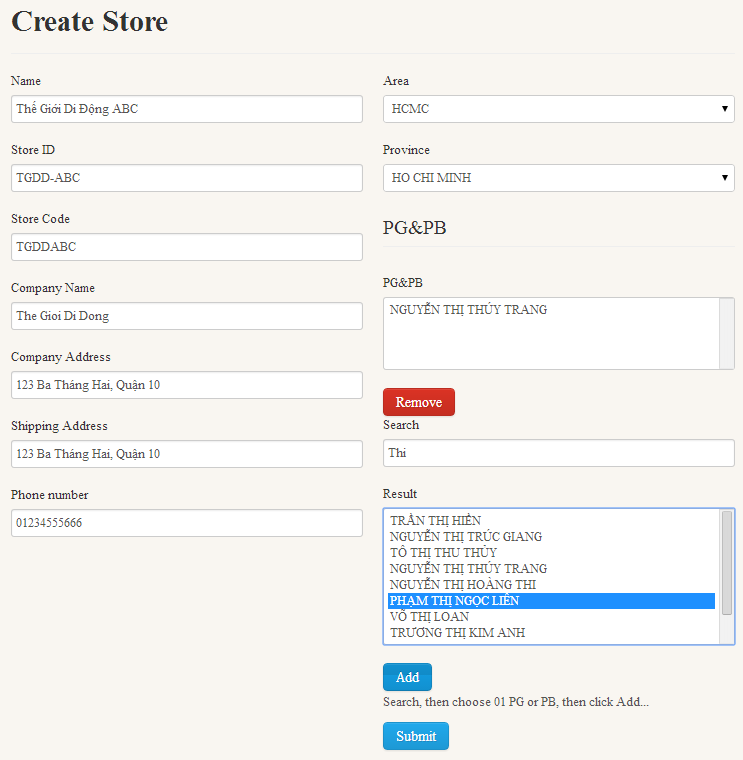 Create Store
Name
Thế Giới Di Động ABC
Store ID
TGDD-ABC
Store Code
TGDDABC
Company Name
The Gioi Di Dong
Company Address
123 Ba Tháng Hai, Quận 10
Shipping Address
123 Ba Tháng Hai, Quận 10
Phone number
01234555666
Area
HCMC
Province
HO CHI MINH
PG&PB
PG&PB
NGUYỄN THỊ THÚY TRANG
Remove
Search
Thi
Result
TRẦN THỊ HIỀN
NGUYỄN THỊ TRÚC GIANG
TÔ THỊ THU THỦY
NGUYỄN THỊ THÚY TRANG
NGUYỄN THỊ HOÀNG THI
PHẠM THỊ NGỌC LIÊN
VÕ THỊ LOAN
TRƯƠNG THỊ KIM ANH
Add
Search, then choose 01 PG or PB, then click Add...
Submit